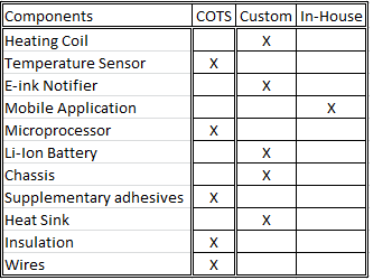 Components COTS Custom In-House
Heating Coil X
Temperature Sensor X
E-ink Notifier X
Mobile Application X
Microprocessor X
Li-Ion Battery X
Chassis X
Supplementary adhesives X
Heat Sink X
Insulation X
Wires X